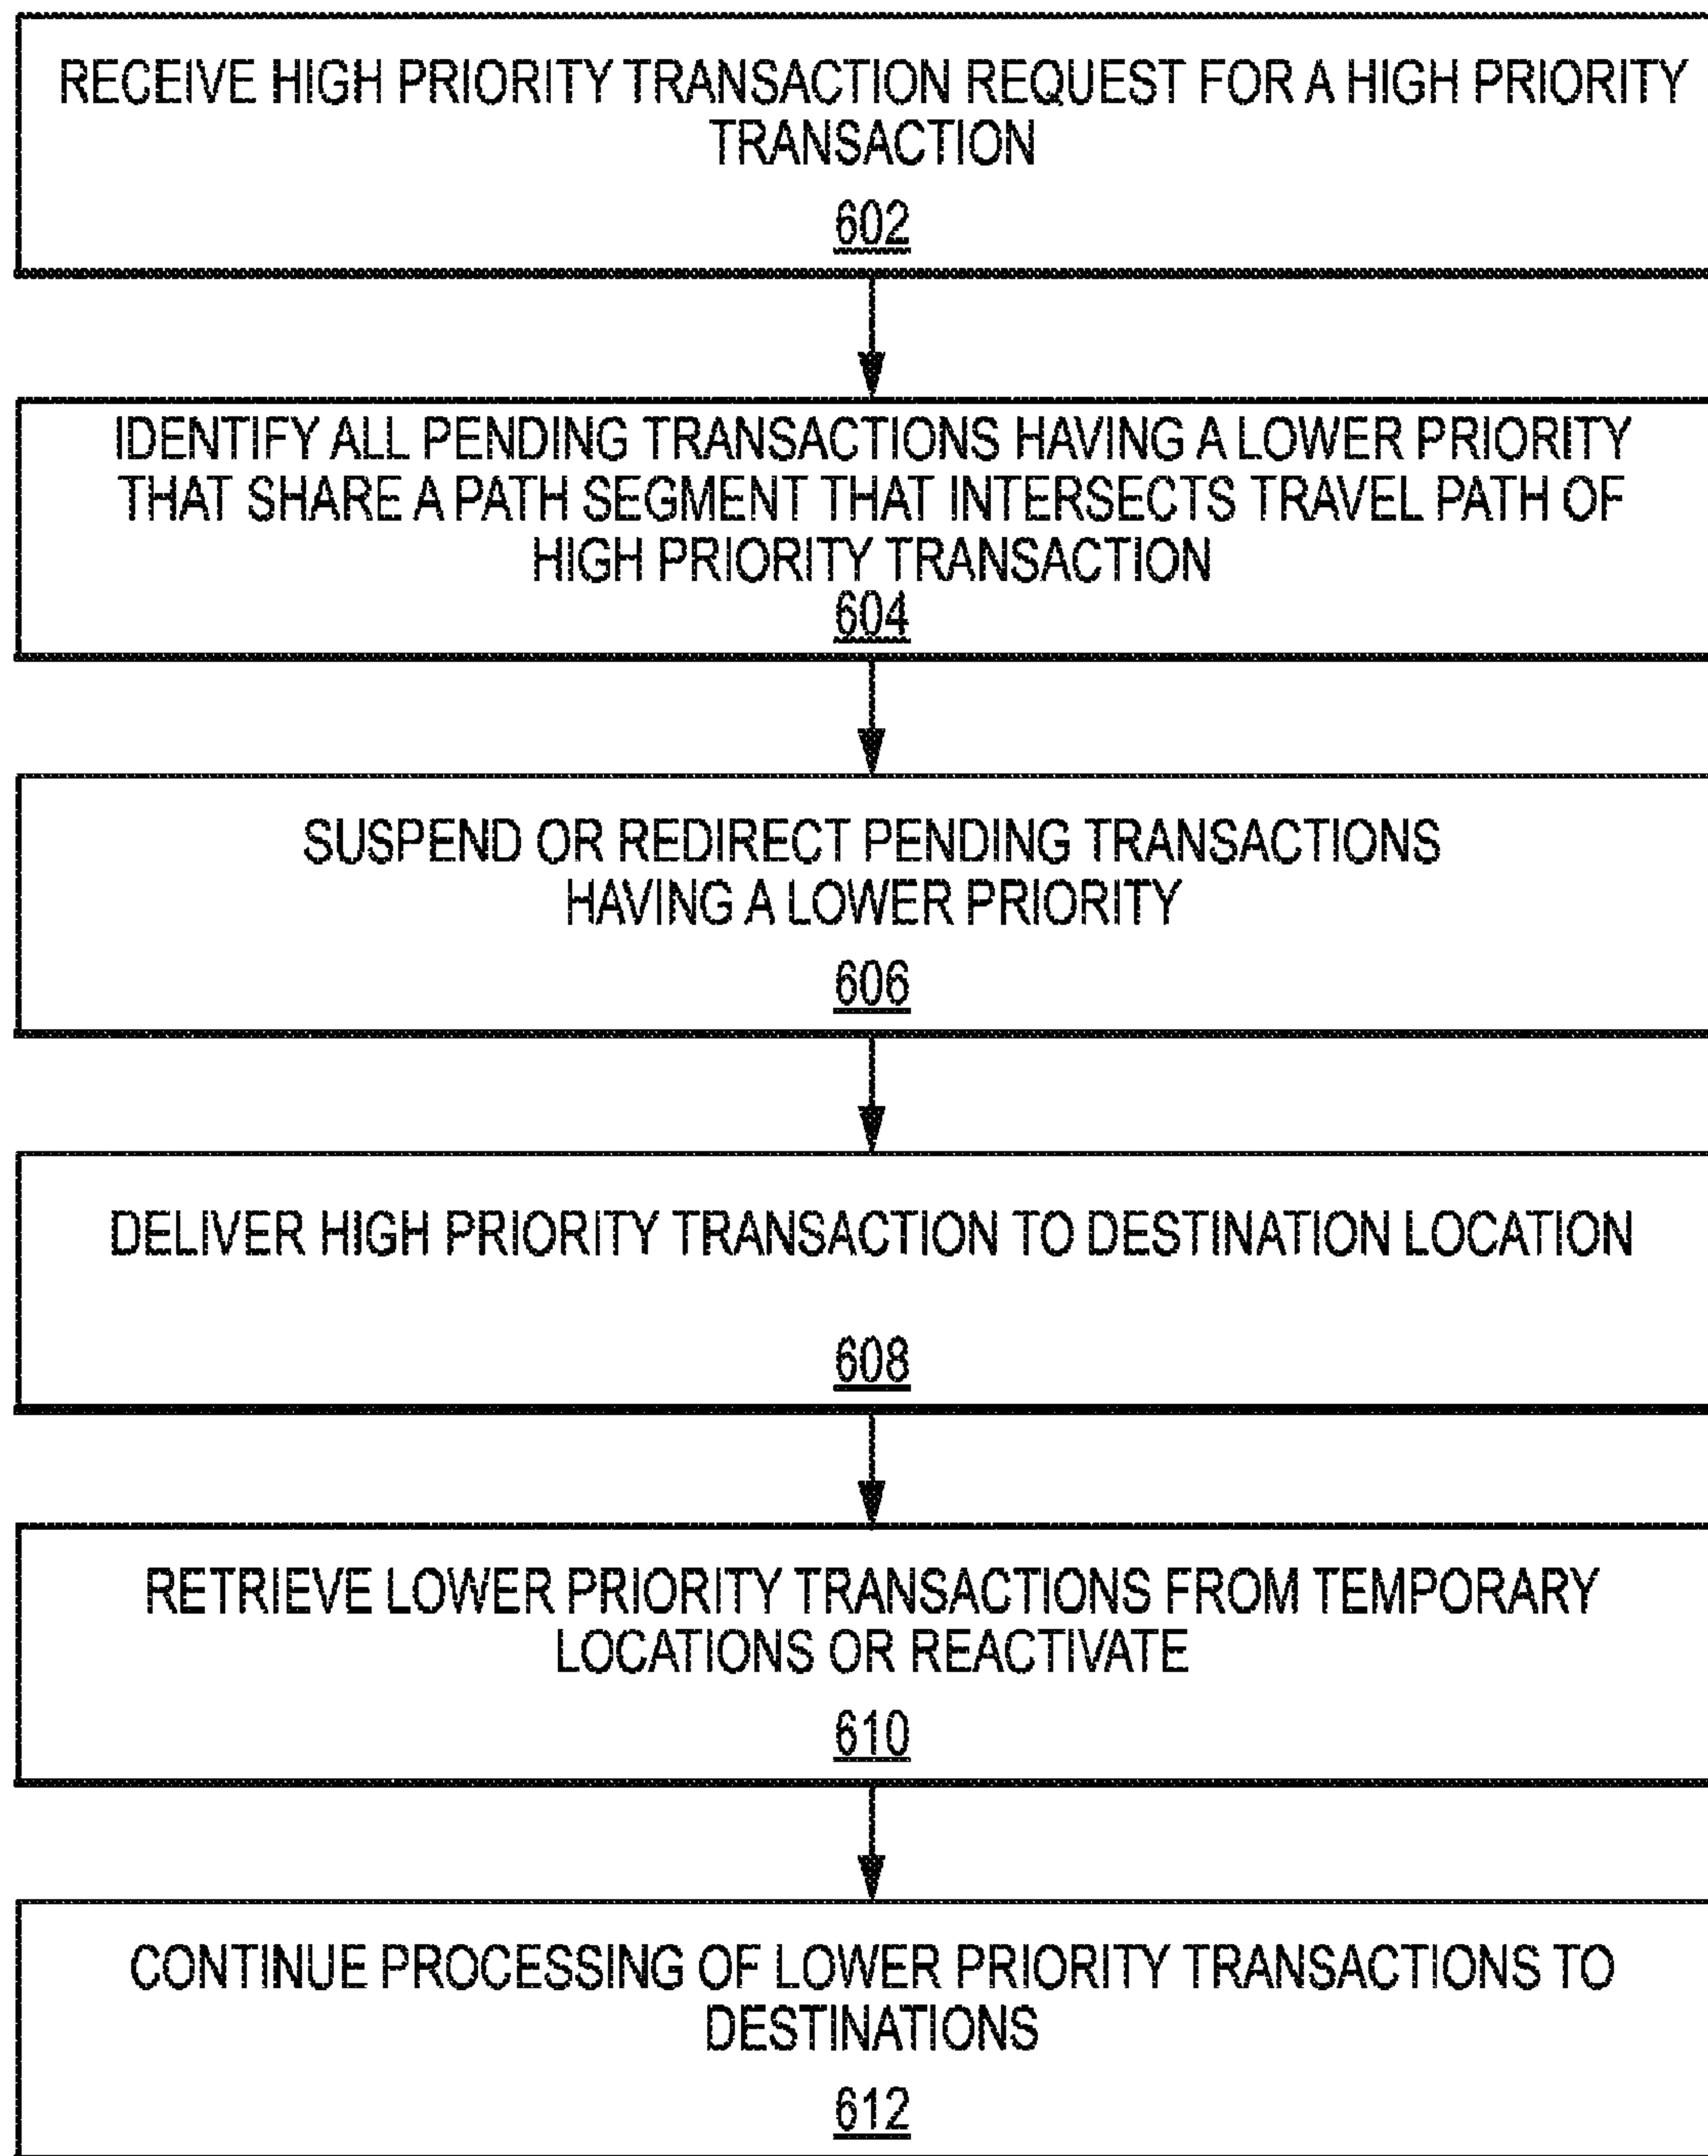 RECEIVE HIGH PRIORITY TRANSACTION REQUEST FOR A HIGH PRIORITY
TRANSACTION
602
IDENTIFY ALL PENDING TRANSACTIONS HAVING A LOWER PRIORITY
THAT SHARE A PATH SEGMENT THAT INTERSECTS TRAVEL PATH OF
HIGH PRIORITY TRANSACTION
604
SUSPEND OR REDIRECT PENDING TRANSACTIONS
HAVING A LOWER PRIORITY
606
DELIVER HIGH PRIORITY TRANSACTION TO DESTINATION LOCATION
608
RETRIEVE LOWER PRIORITY TRANSACTIONS FROM TEMPORARY
LOCATIONS OR REACTIVATE
610
CONTINUE PROCESSING OF LOWER PRIORITY TRANSACTIONS TO
DESTINATIONS
612